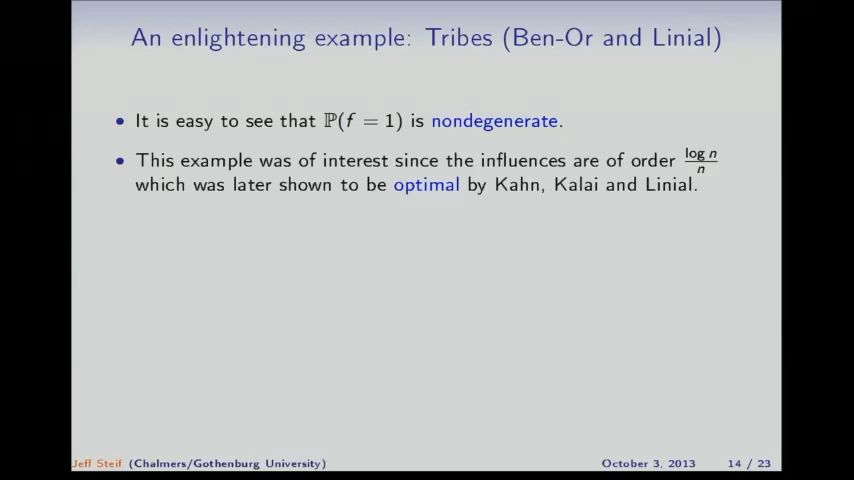 An enlightening example: Tribes (Ben-Or and Linial)
• It is easy to see that ℙ(f = 1) is nondegenerate.
• This example was of interest since the influences are of order log n / n
which was later shown to be optimal by Kahn, Kalai and Linial.
Jeff Steif (Chalmers/Gothenburg University) October 3, 2013 14 / 23